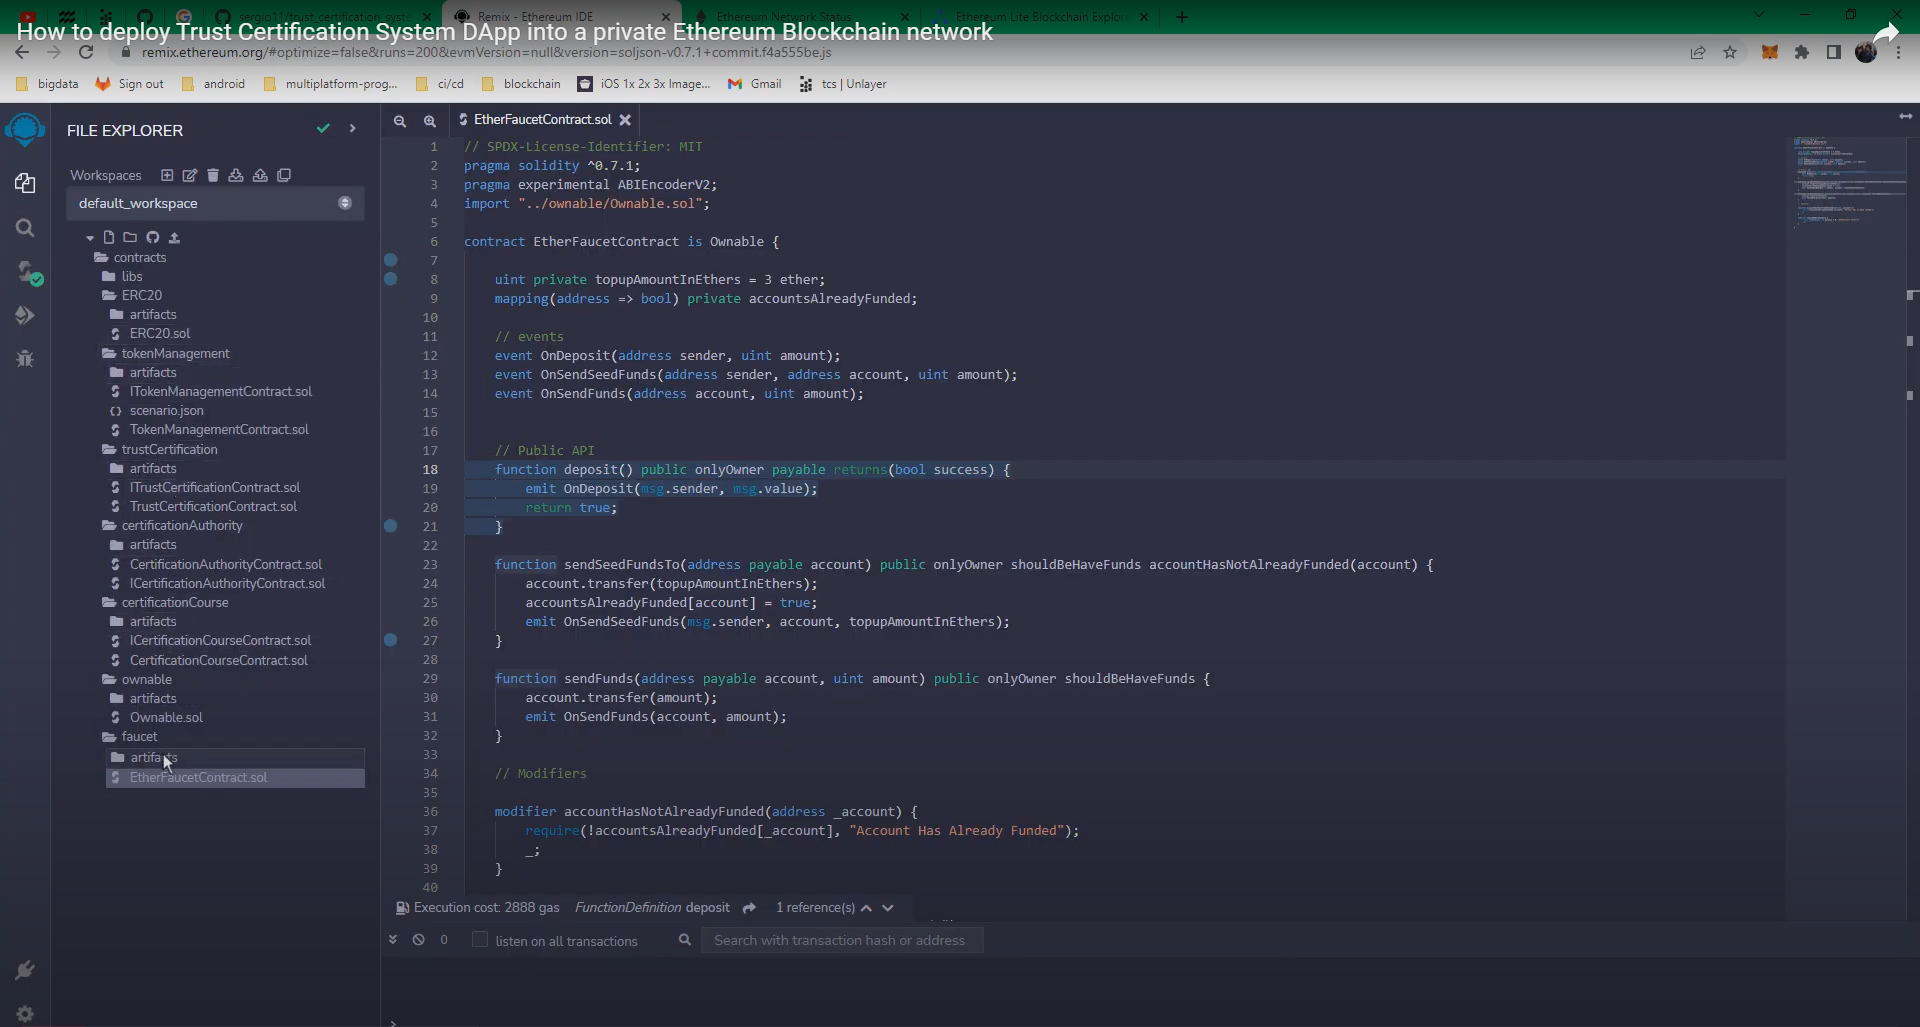 sergio11/trust_certification_syste
Remix - Ethereum IDE
Ethereum Network Status
Ethereum Lite Blockchain Explor
How to deploy Trust Certification System DApp into a private Ethereum Blockchain network
remix.ethereum.org/#optimize=false&runs=200&evmVersion=null&version=soljson-v0.7.1+commit.f4a555be.js
bigdata
Sign out
android
multiplatform-prog...
ci/cd
blockchain
iOS 1x 2x 3x Image...
Gmail
tcs | Unlayer
FILE EXPLORER
Workspaces
default_workspace
contracts
libs
ERC20
artifacts
ERC20.sol
tokenManagement
artifacts
ITokenManagementContract.sol
scenario.json
TokenManagementContract.sol
trustCertification
artifacts
ITrustCertificationContract.sol
TrustCertificationContract.sol
certificationAuthority
artifacts
CertificationAuthorityContract.sol
ICertificationAuthorityContract.sol
certificationCourse
artifacts
ICertificationCourseContract.sol
CertificationCourseContract.sol
ownable
artifacts
Ownable.sol
faucet
artifacts
EtherFaucetContract.sol
EtherFaucetContract.sol
1 // SPDX-License-Identifier: MIT
2 pragma solidity ^0.7.1;
3 pragma experimental ABIEncoderV2;
4 import "../ownable/Ownable.sol";
5
6 contract EtherFaucetContract is Ownable {
7
8 uint private topupAmountInEthers = 3 ether;
9 mapping(address => bool) private accountsAlreadyFunded;
10
11 // events
12 event OnDeposit(address sender, uint amount);
13 event OnSendSeedFunds(address sender, address account, uint amount);
14 event OnSendFunds(address account, uint amount);
15
16
17 // Public API
18 function deposit() public onlyOwner payable returns(bool success) {
19 emit OnDeposit(msg.sender, msg.value);
20 return true;
21 }
22
23 function sendSeedFundsTo(address payable account) public onlyOwner shouldBeHaveFunds accountHasNotAlreadyFunded(account) {
24 account.transfer(topupAmountInEthers);
25 accountsAlreadyFunded[account] = true;
26 emit OnSendSeedFunds(msg.sender, account, topupAmountInEthers);
27 }
28
29 function sendFunds(address payable account, uint amount) public onlyOwner shouldBeHaveFunds {
30 account.transfer(amount);
31 emit OnSendFunds(account, amount);
32 }
33
34 // Modifiers
35
36 modifier accountHasNotAlreadyFunded(address _account) {
37 require(!accountsAlreadyFunded[_account], "Account Has Already Funded");
38 _;
39 }
40
Execution cost: 2888 gas FunctionDefinition deposit 1 reference(s)
0 listen on all transactions Search with transaction hash or address
>